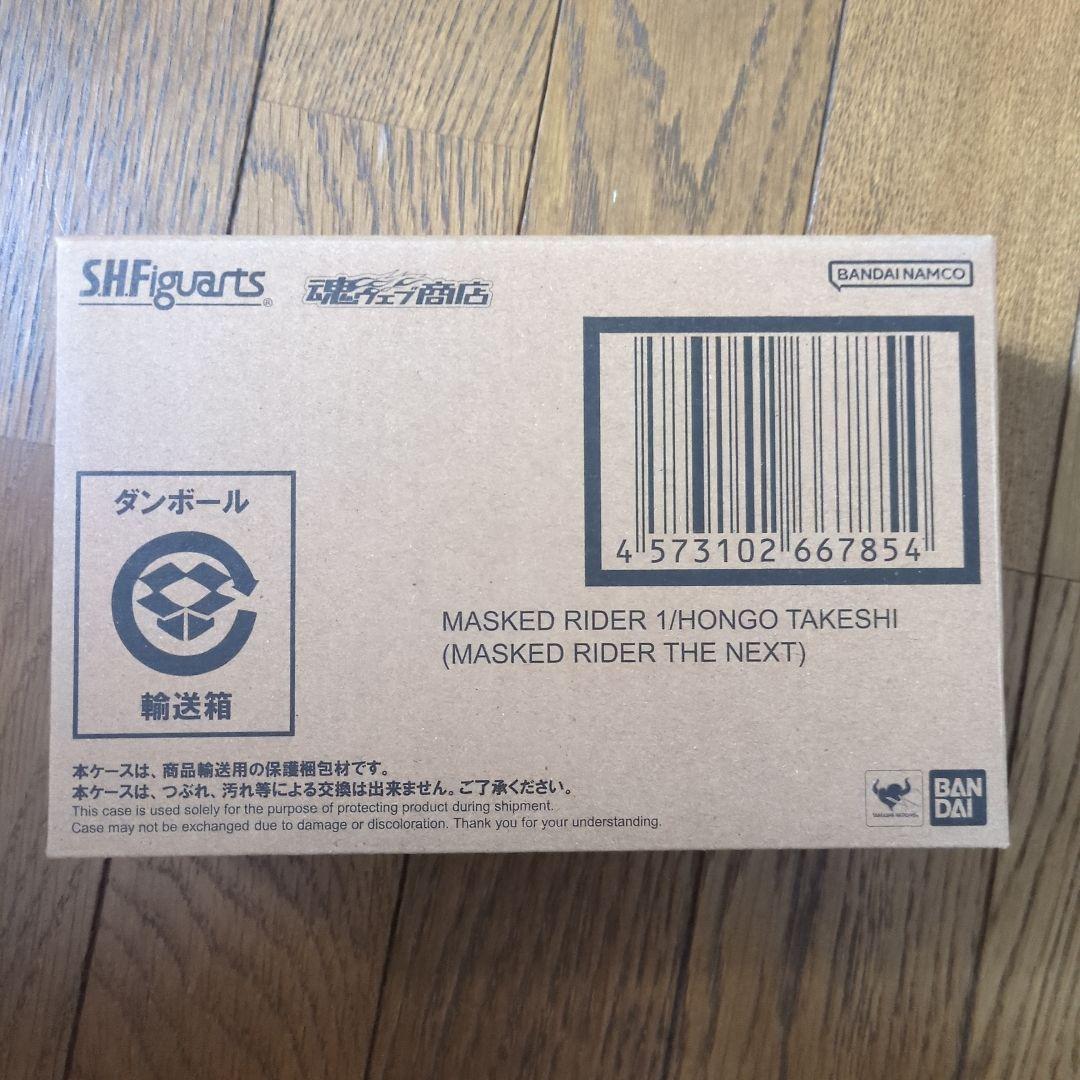 S.H.Figuarts®
魂ウェブ商店
BANDAI NAMCO
4 573102 667854
MASKED RIDER 1/HONGO TAKESHI
(MASKED RIDER THE NEXT)
ダンボール
輸送箱
本ケースは、商品輸送用の保護梱包材です。
本ケースは、つぶれ、汚れ等による交換は出来ません。ご了承ください。
This case is used solely for the purpose of protecting product during shipment.
Case may not be exchanged due to damage or discoloration. Thank you for your understanding.
TAMASHII NATIONS
BAN
DAI